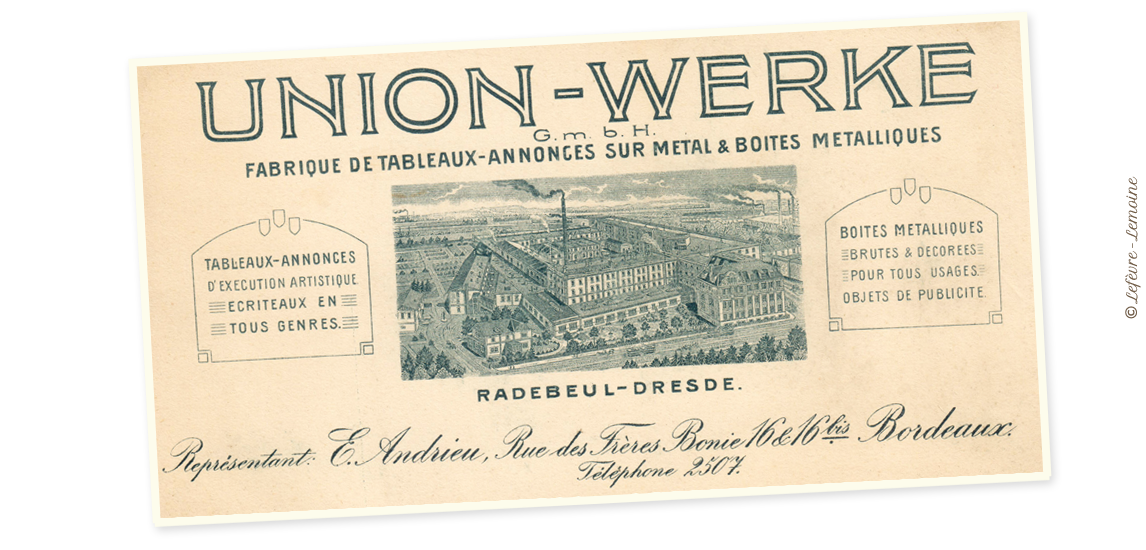 UNION-WERKE
G.m.b.H.
FABRIQUE DE TABLEAUX-ANNONCES SUR METAL & BOITES METALLIQUES
TABLEAUX-ANNONCES
D'EXECUTION ARTISTIQUE
ECRITEAUX EN
TOUS GENRES.
BOITES METALLIQUES
BRUTES & DECOREES
POUR TOUS USAGES.
OBJETS DE PUBLICITE.
RADEBEUL-DRESDE.
Représentant: E. Andrieu, Rue des Frères Bonie 16 & 16 bis Bordeaux.
Téléphone 2507.
© Lefèvre - Lemoine